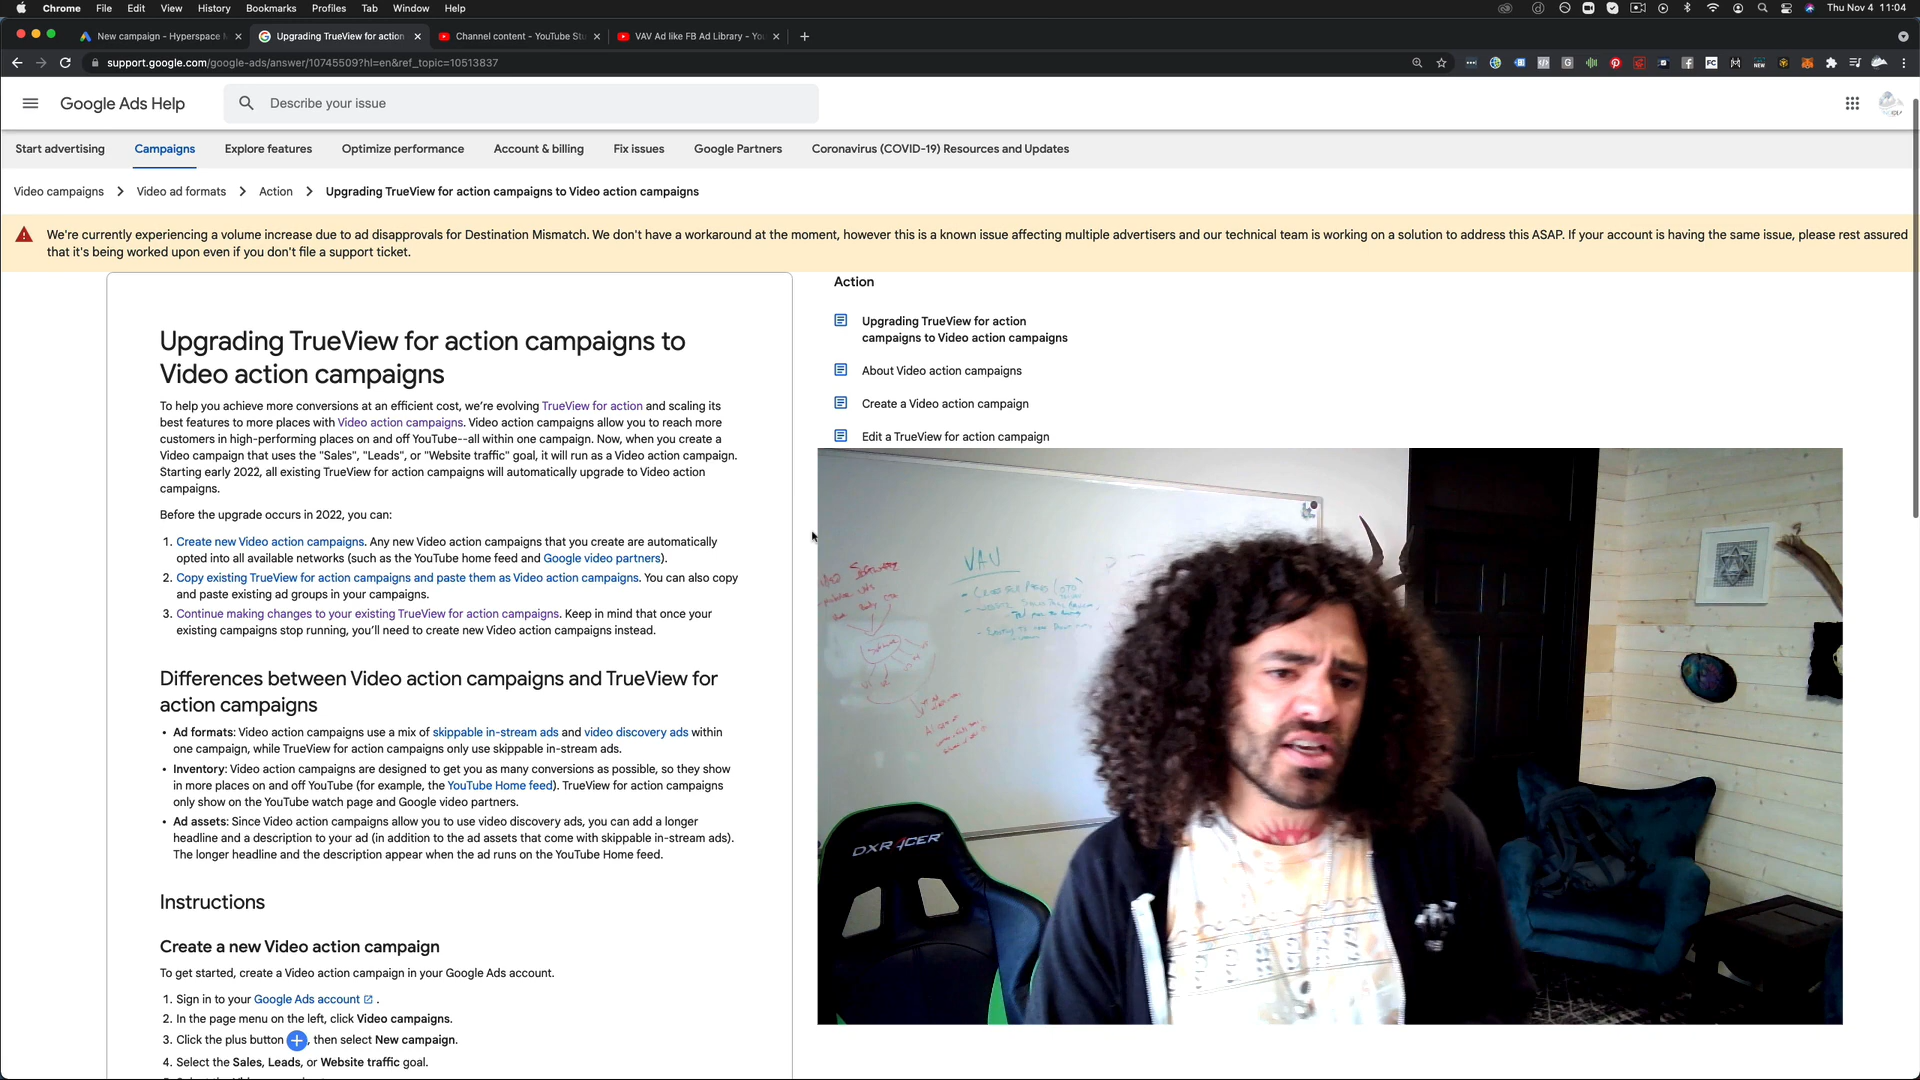 Chrome File Edit View History Bookmarks Profiles Tab Window Help Thu Nov 4 11:04
New campaign - Hyperspace Upgrading TrueView for action Channel content - YouTube Stu VAV Ad like FB Ad Library - Yo
support.google.com/google-ads/answer/10745509?hl=en&ref_topic=10513837
Google Ads Help Describe your issue
Start advertising Campaigns Explore features Optimize performance Account & billing Fix issues Google Partners Coronavirus (COVID-19) Resources and Updates
Video campaigns Video ad formats Action Upgrading TrueView for action campaigns to Video action campaigns
We're currently experiencing a volume increase due to ad disapprovals for Destination Mismatch. We don't have a workaround at the moment, however this is a known issue affecting multiple advertisers and our technical team is working on a solution to address this ASAP. If your account is having the same issue, please rest assured
that it's being worked upon even if you don't file a support ticket.
Upgrading TrueView for action campaigns to
Video action campaigns
To help you achieve more conversions at an efficient cost, we're evolving TrueView for action and scaling its
best features to more places with Video action campaigns. Video action campaigns allow you to reach more
customers in high-performing places on and off YouTube--all within one campaign. Now, when you create a
Video campaign that uses the "Sales", "Leads", or "Website traffic" goal, it will run as a Video action campaign.
Starting early 2022, all existing TrueView for action campaigns will automatically upgrade to Video action
campaigns.
Before the upgrade occurs in 2022, you can:
1. Create new Video action campaigns. Any new Video action campaigns that you create are automatically
opted into all available networks (such as the YouTube home feed and Google video partners).
2. Copy existing TrueView for action campaigns and paste them as Video action campaigns. You can also copy
and paste existing ad groups in your campaigns.
3. Continue making changes to your existing TrueView for action campaigns. Keep in mind that once your
existing campaigns stop running, you'll need to create new Video action campaigns instead.
Differences between Video action campaigns and TrueView for
action campaigns
• Ad formats: Video action campaigns use a mix of skippable in-stream ads and video discovery ads within
one campaign, while TrueView for action campaigns only use skippable in-stream ads.
• Inventory: Video action campaigns are designed to get you as many conversions as possible, so they show
in more places on and off YouTube (for example, the YouTube Home feed). TrueView for action campaigns
only show on the YouTube watch page and Google video partners.
• Ad assets: Since Video action campaigns allow you to use video discovery ads, you can add a longer
headline and a description to your ad (in addition to the ad assets that come with skippable in-stream ads).
The longer headline and the description appear when the ad runs on the YouTube Home feed.
Instructions
Create a new Video action campaign
To get started, create a Video action campaign in your Google Ads account.
1. Sign in to your Google Ads account .
2. In the page menu on the left, click Video campaigns.
3. Click the plus button , then select New campaign.
4. Select the Sales, Leads, or Website traffic goal.
Action
Upgrading TrueView for action
campaigns to Video action campaigns
About Video action campaigns
Create a Video action campaign
Edit a TrueView for action campaign
VAV
DXRACER